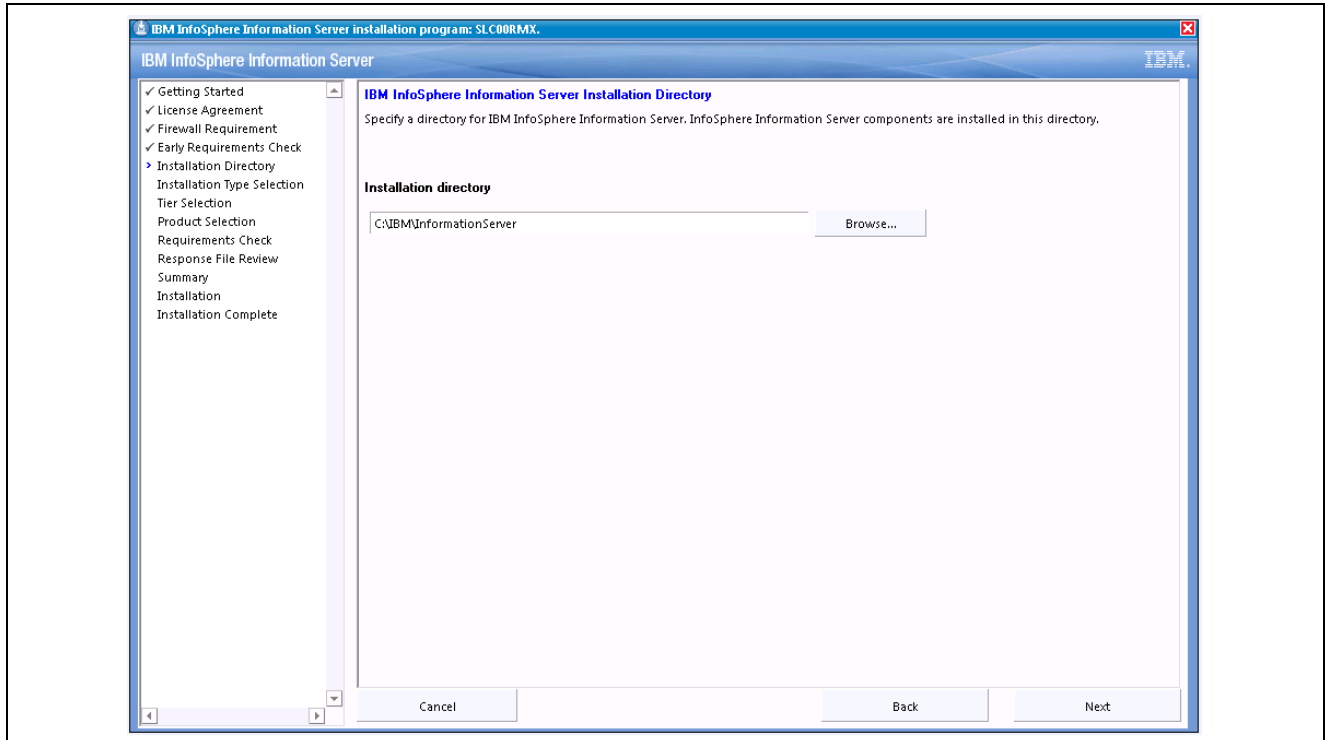 IBM InfoSphere Information Server installation program: SLC00RMX.
IBM InfoSphere Information Server
IBM.
✓ Getting Started
✓ License Agreement
✓ Firewall Requirement
✓ Early Requirements Check
> Installation Directory
Installation Type Selection
Tier Selection
Product Selection
Requirements Check
Response File Review
Summary
Installation
Installation Complete
IBM InfoSphere Information Server Installation Directory
Specify a directory for IBM InfoSphere Information Server. InfoSphere Information Server components are installed in this directory.
Installation directory
C:\IBM\InformationServer
Browse...
Cancel
Back
Next